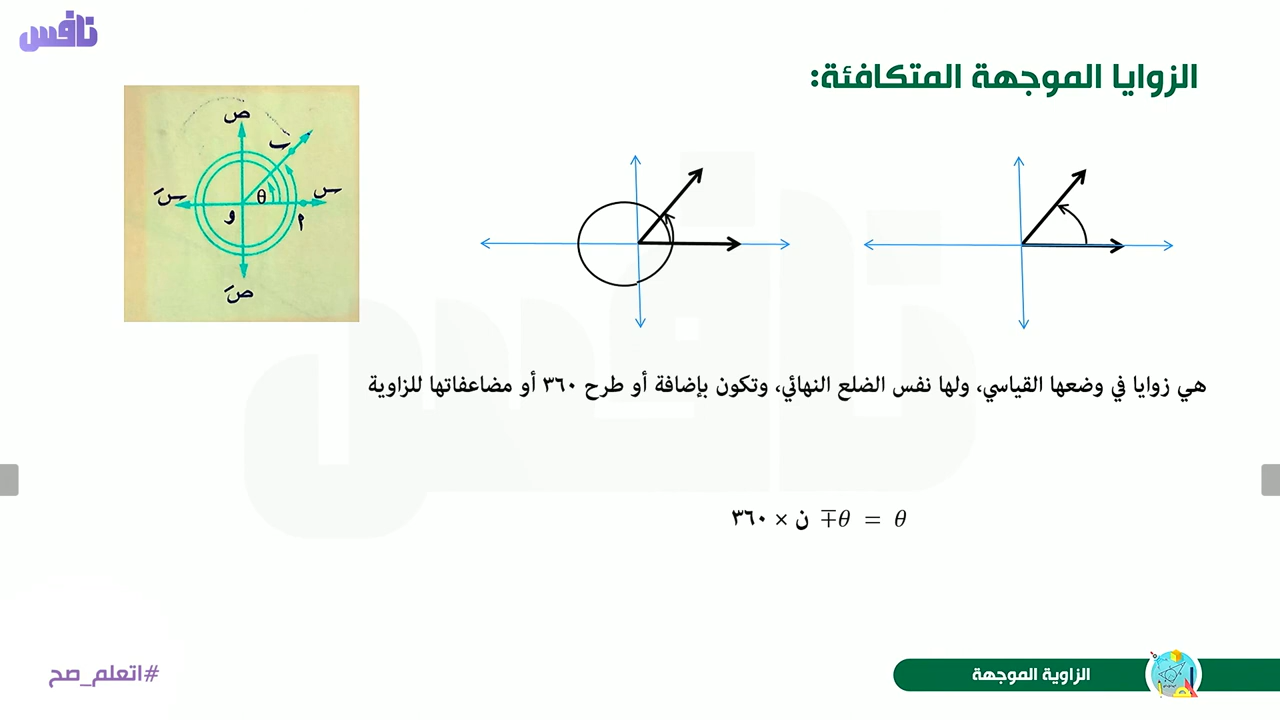 نافس
الزوايا الموجهة المتكافئة:
ص
ب
س
سَ
θ
و
أ
صَ
هي زوايا في وضعها القياسي، ولها نفس الضلع النهائي، وتكون بإضافة أو طرح ٣٦٠ أو مضاعفاتها للزاوية
θ = θ∓ ن × ٣٦٠
#اتعلم_صح
الزاوية الموجهة